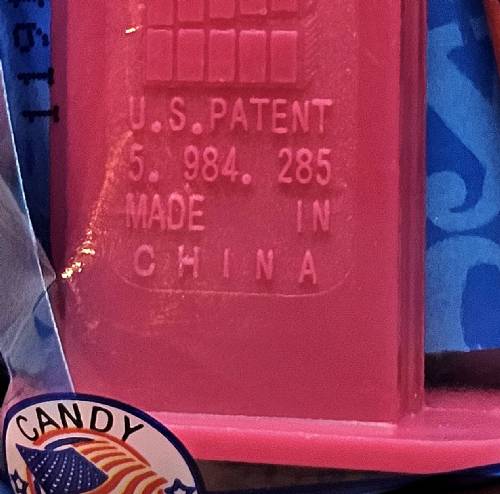 U.S.PATENT
5. 984. 285
MADE IN
CHINA
CANDY